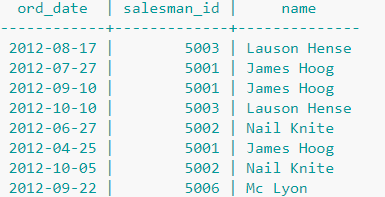 ord_date | salesman_id | name
------------+-------------+--------------
2012-08-17 | 5003 | Lauson Hense
2012-07-27 | 5001 | James Hoog
2012-09-10 | 5001 | James Hoog
2012-10-10 | 5003 | Lauson Hense
2012-06-27 | 5002 | Nail Knite
2012-04-25 | 5001 | James Hoog
2012-10-05 | 5002 | Nail Knite
2012-09-22 | 5006 | Mc Lyon